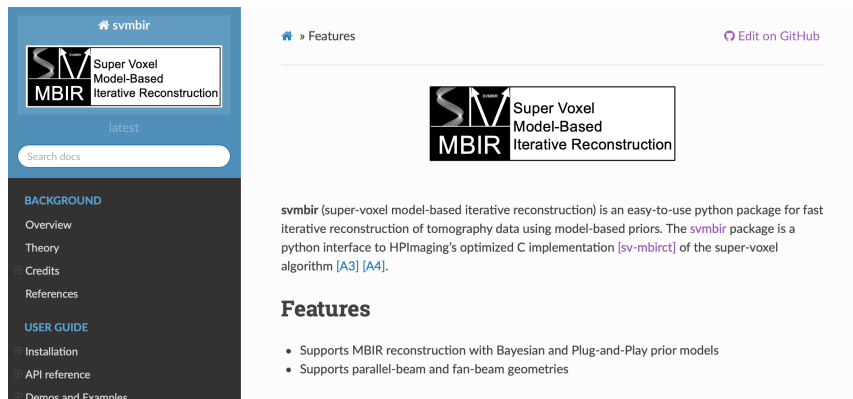 svmbir
SVMBIR
MBIR
Super Voxel
Model-Based
Iterative Reconstruction
latest
Search docs
BACKGROUND
Overview
Theory
Credits
References
USER GUIDE
Installation
API reference
Demos and Examples
» Features
Edit on GitHub
SVMBIR
MBIR
Super Voxel
Model-Based
Iterative Reconstruction
svmbir (super-voxel model-based iterative reconstruction) is an easy-to-use python package for fast
iterative reconstruction of tomography data using model-based priors. The svmbir package is a
python interface to HPImaging's optimized C implementation [sv-mbirct] of the super-voxel
algorithm [A3] [A4].
Features
• Supports MBIR reconstruction with Bayesian and Plug-and-Play prior models
• Supports parallel-beam and fan-beam geometries